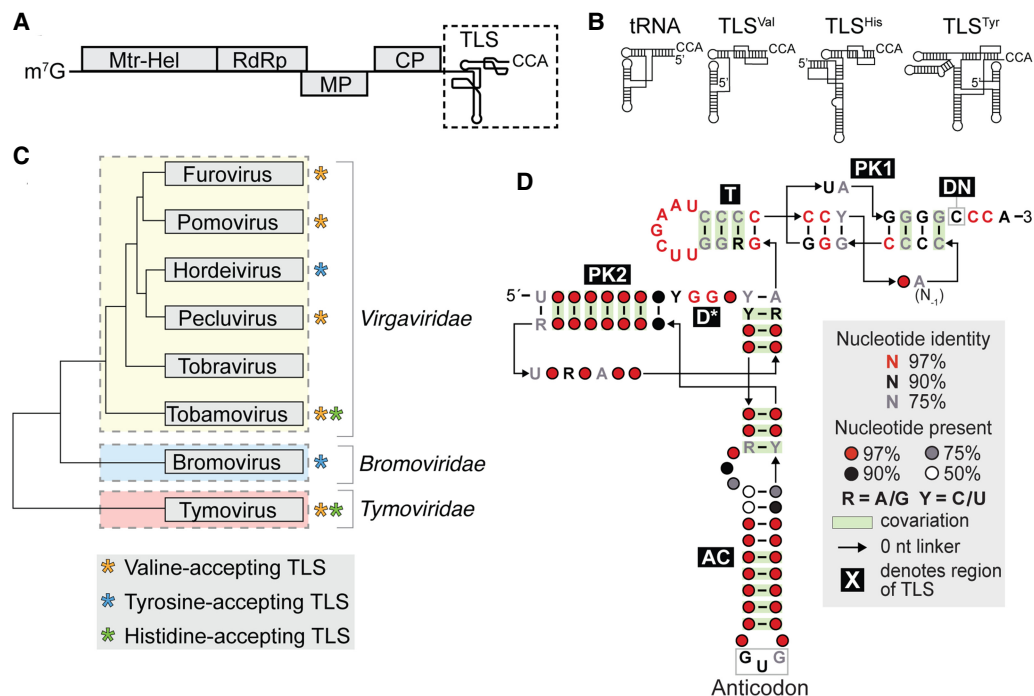 A
m⁷G
Mtr-Hel
RdRp
MP
CP
TLS
CCA
B
tRNA
CCA
5′
TLSVal
CCA
5′
TLSHis
CCA
5′
TLSTyr
CCA
5′
C
Furovirus
Pomovirus
Hordeivirus
Pecluvirus
Tobravirus
Tobamovirus
Virgaviridae
Bromovirus
Bromoviridae
Tymovirus
Tymoviridae
* Valine-accepting TLS
* Tyrosine-accepting TLS
* Histidine-accepting TLS
D
PK1
T
DN
U A
A A U C C C C C C Y G G G G C C C A-3
G
C U U G G R G G G G C C C C
A
(N-1)
PK2
5′ U Y G G Y A
D*
R Y R
U R A
R Y
AC
G U G
Anticodon
Nucleotide identity
N 97%
N 90%
N 75%
Nucleotide present
97% 75%
90% 50%
R = A/G Y = C/U
covariation
0 nt linker
X denotes region
of TLS